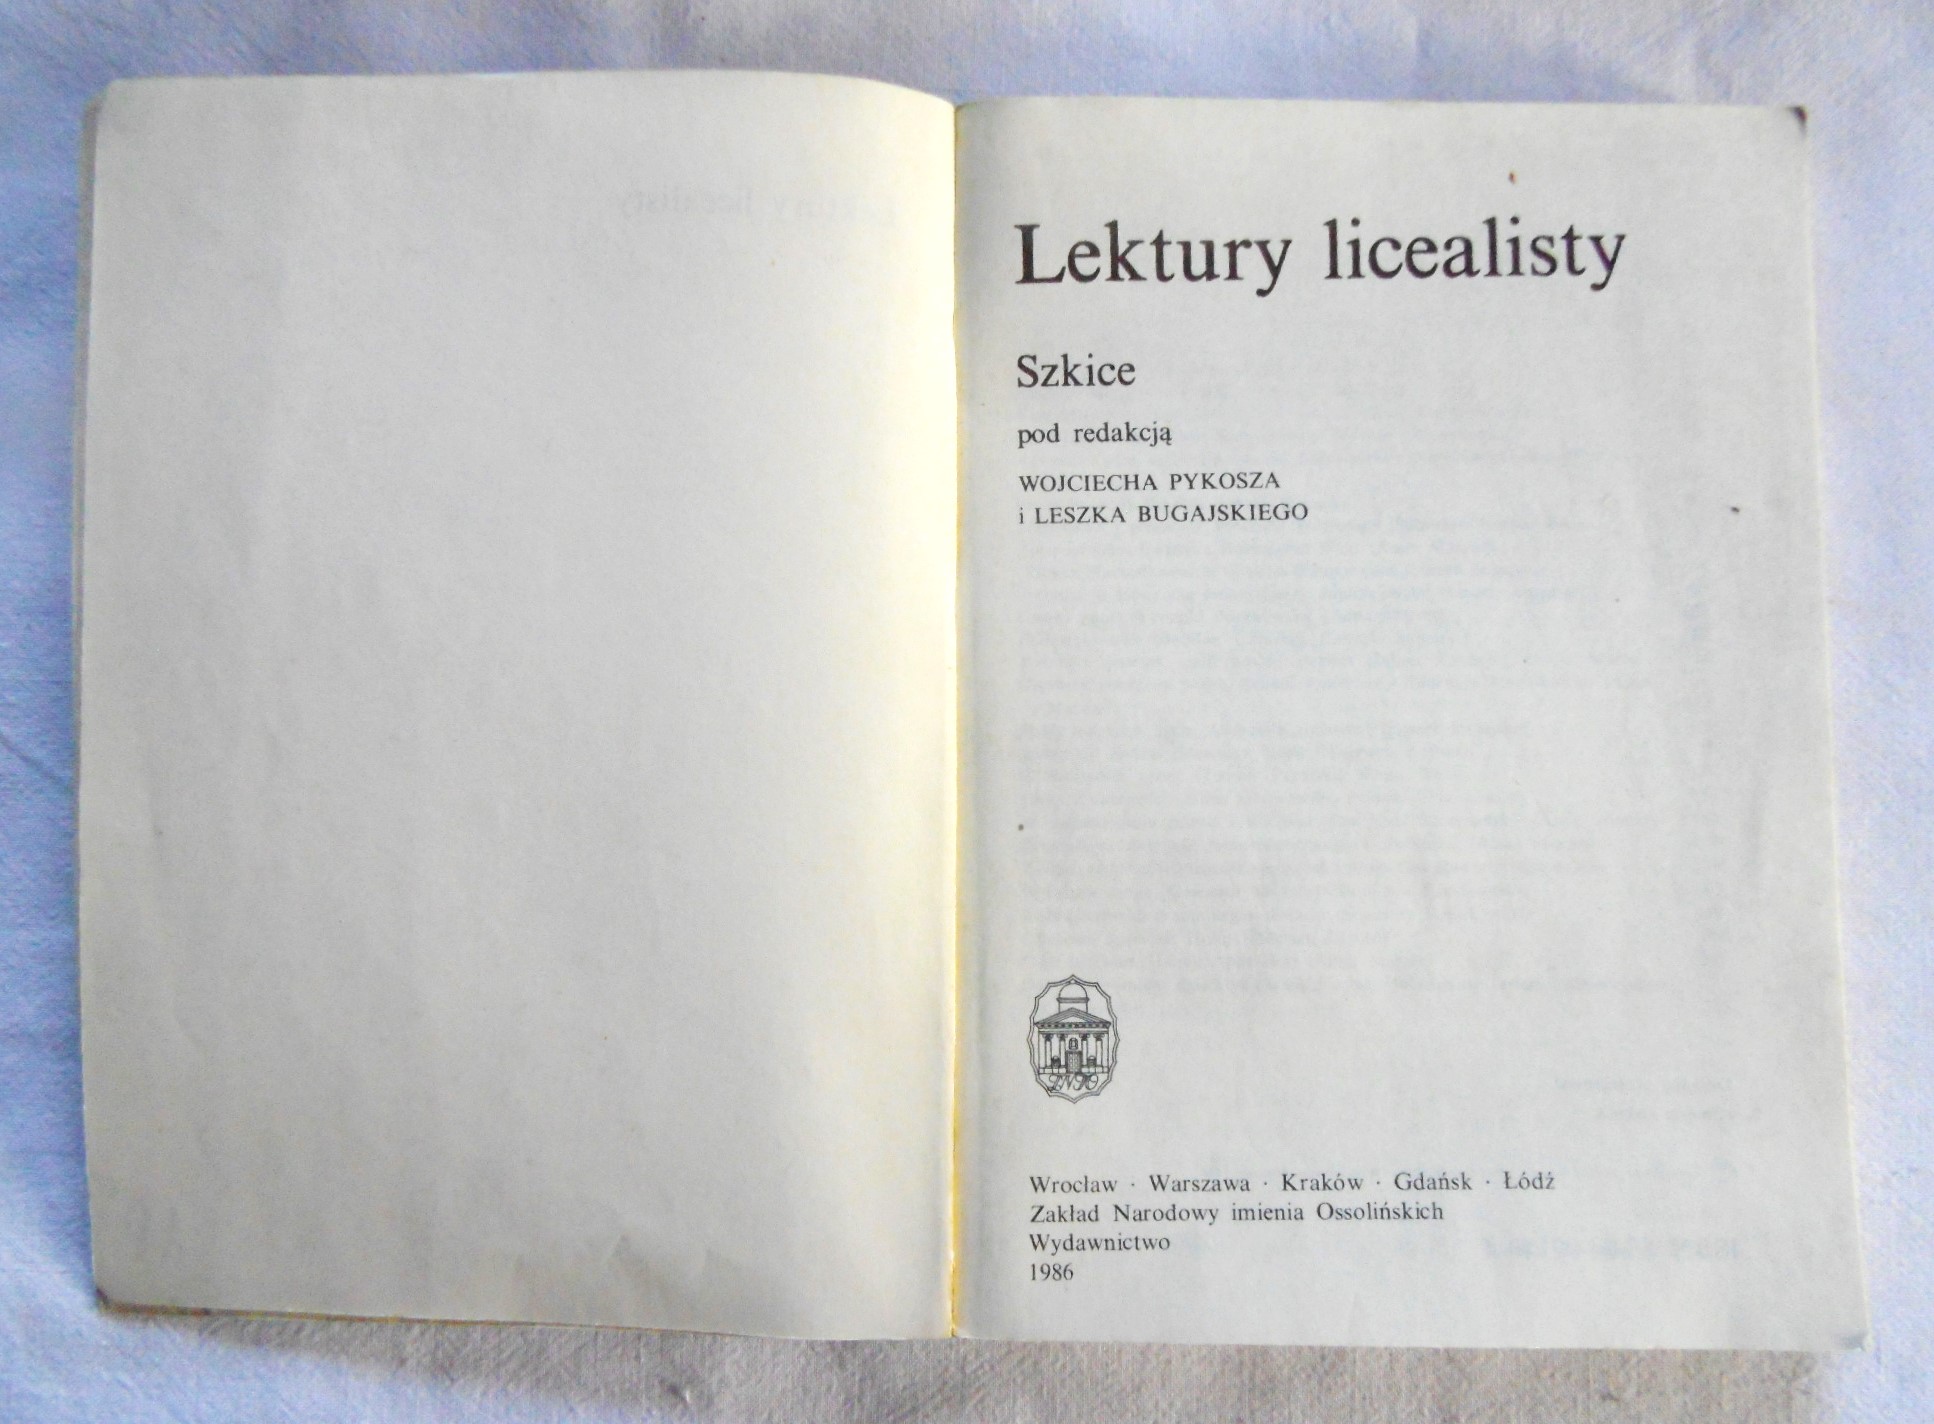 Lektury licealisty
Szkice
pod redakcją
WOJCIECHA PYKOSZA
i LESZKA BUGAJSKIEGO
ZNiO
Wrocław · Warszawa · Kraków · Gdańsk · Łódź
Zakład Narodowy imienia Ossolińskich
Wydawnictwo
1986